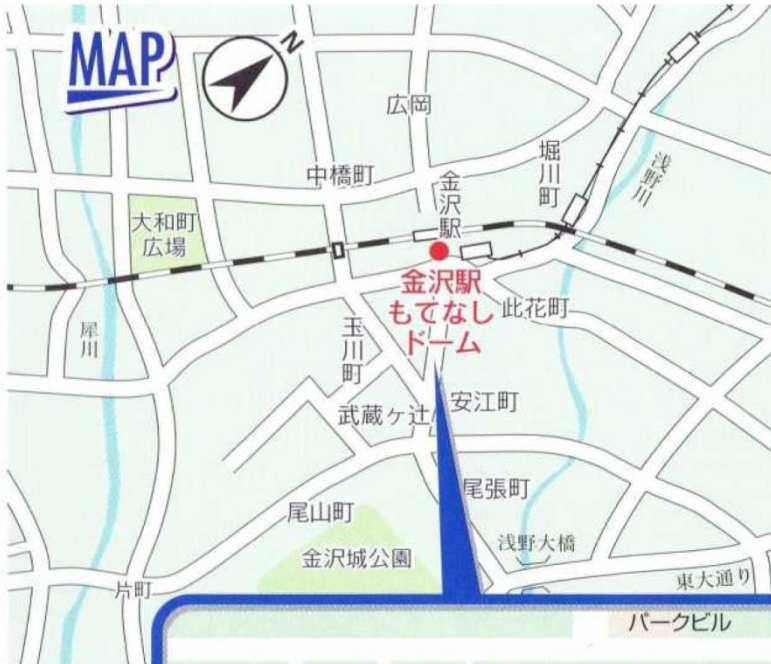 MAP
N
広岡
中橋町
金沢駅
堀川町
浅野川
大和町
広場
金沢駅
もてなし
ドーム
此花町
犀川
玉川町
武蔵ヶ辻
安江町
尾張町
尾山町
金沢城公園
浅野大橋
片町
東大通り
パークビル